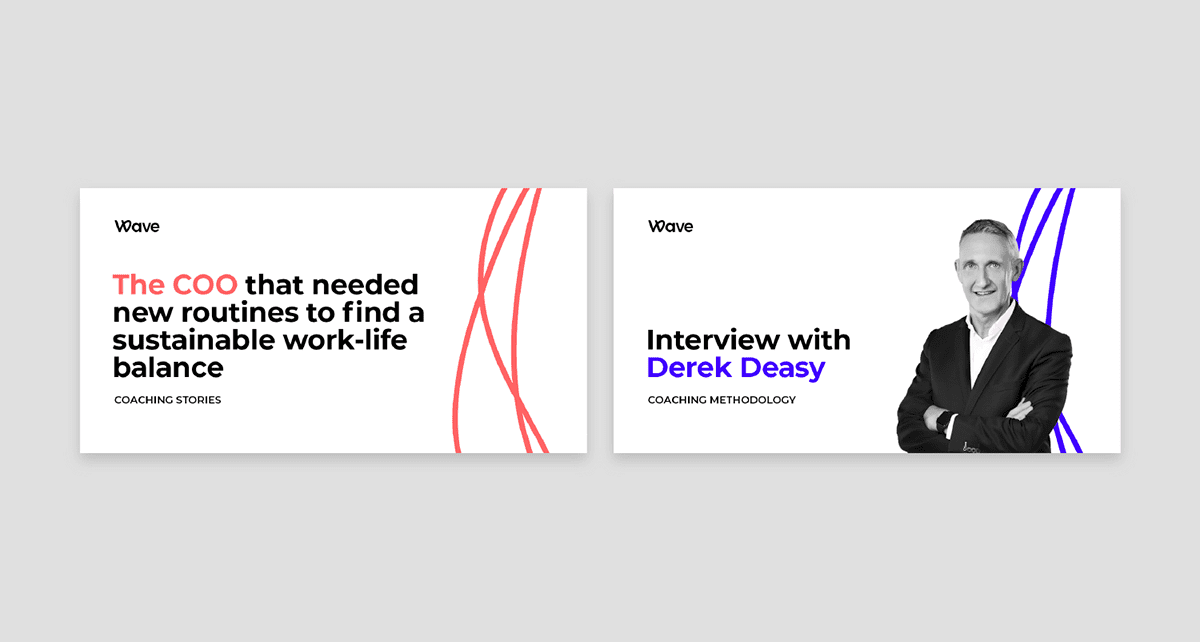 Wave
The COO that needed
new routines to find a
sustainable work-life
balance
COACHING STORIES
Wave
Interview with
Derek Deasy
COACHING METHODOLOGY